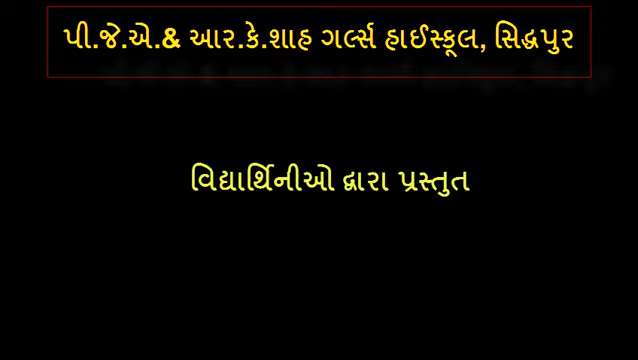 પી.જે.એ.& આર.કે.શાહ ગર્લ્સ હાઈસ્કૂલ, સિદ્ધપુર
વિદ્યાર્થિનીઓ દ્વારા પ્રસ્તુત